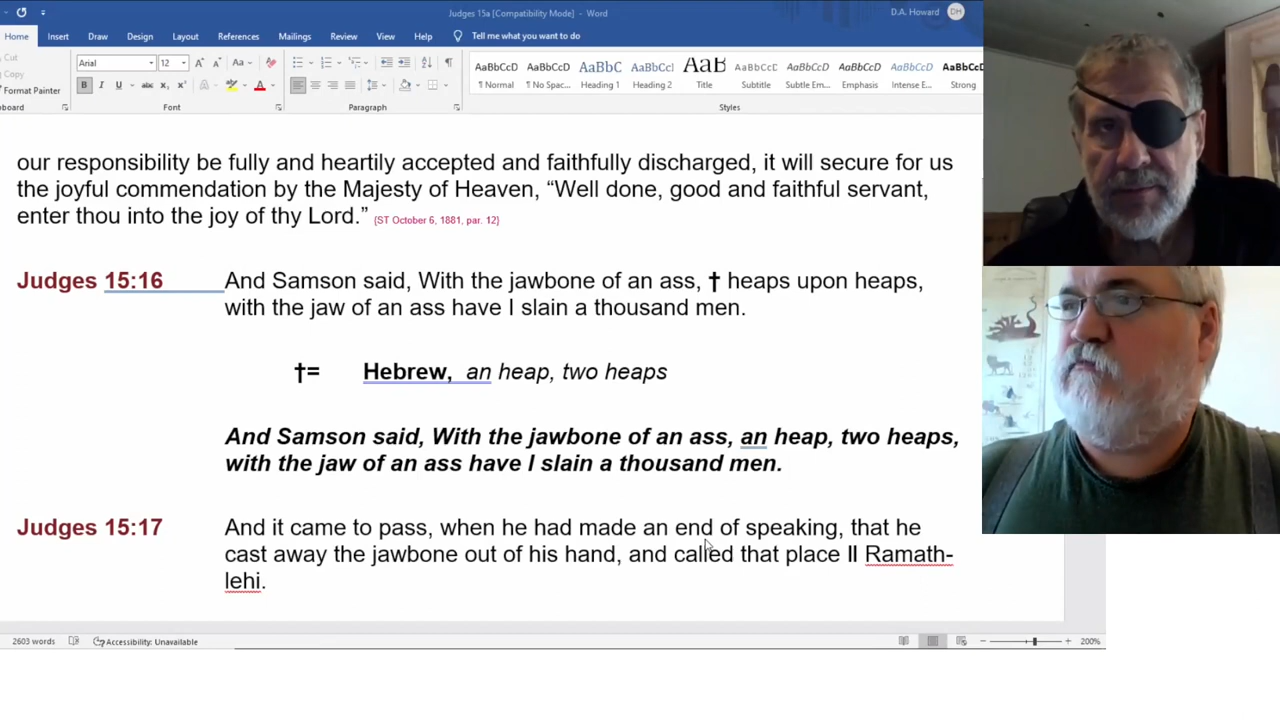 Judges 15a [Compatibility Mode] - Word
D.A. Howard
DH
Home Insert Draw Design Layout References Mailings Review View Help Tell me what you want to do
Cut
Copy
Format Painter
Arial 12
AaBbCcD AaBbCcD AaBbC AaBbCcI AaB AaBbCcD AaBbCcD AaBbCcD AaBbCcD AaBbCcD
¶ Normal ¶ No Spac... Heading 1 Heading 2 Title Subtitle Subtle Em... Emphasis Intense E... Strong
board Font Paragraph Styles
our responsibility be fully and heartily accepted and faithfully discharged, it will secure for us
the joyful commendation by the Majesty of Heaven, “Well done, good and faithful servant,
enter thou into the joy of thy Lord.” {ST October 6, 1881, par. 12}
Judges 15:16 And Samson said, With the jawbone of an ass, † heaps upon heaps,
with the jaw of an ass have I slain a thousand men.
†= Hebrew, an heap, two heaps
And Samson said, With the jawbone of an ass, an heap, two heaps,
with the jaw of an ass have I slain a thousand men.
Judges 15:17 And it came to pass, when he had made an end of speaking, that he
cast away the jawbone out of his hand, and called that place ll Ramath-
lehi.
2603 words Accessibility: Unavailable 200%